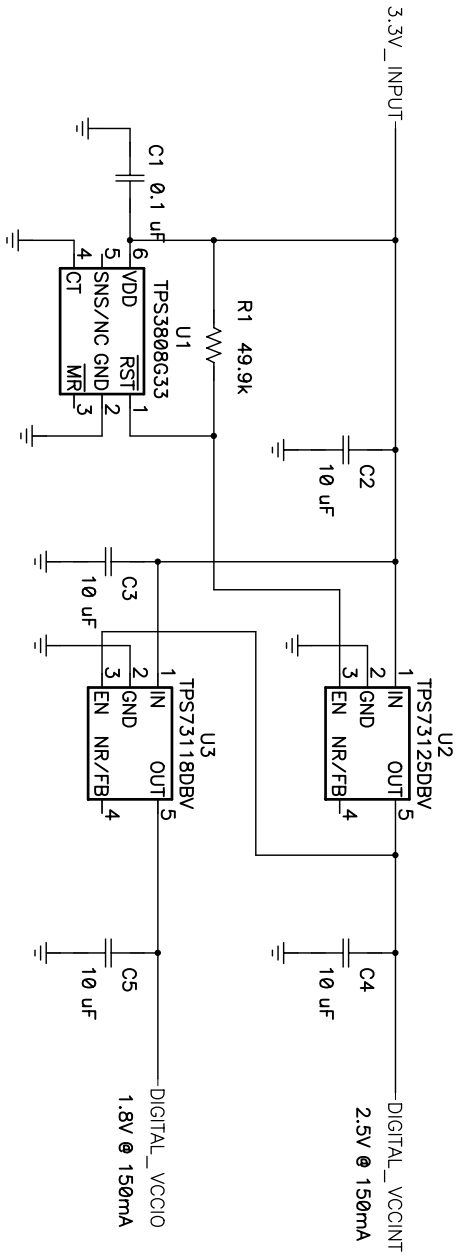 3.3V_INPUT
C1 0.1 uF
6 VDD
5 SNS/NC
4 CT
RST 1
GND 2
MR 3
U1
TPS3808G33
R1 49.9k
C2
10 uF
C3
10 uF
U2
TPS73125DBV
1 IN
2 GND
3 EN
OUT 5
NR/FB 4
U3
TPS73118DBV
1 IN
2 GND
3 EN
OUT 5
NR/FB 4
C4
10 uF
C5
10 uF
DIGITAL_VCCINT
2.5V @ 150mA
DIGITAL_VCCIO
1.8V @ 150mA